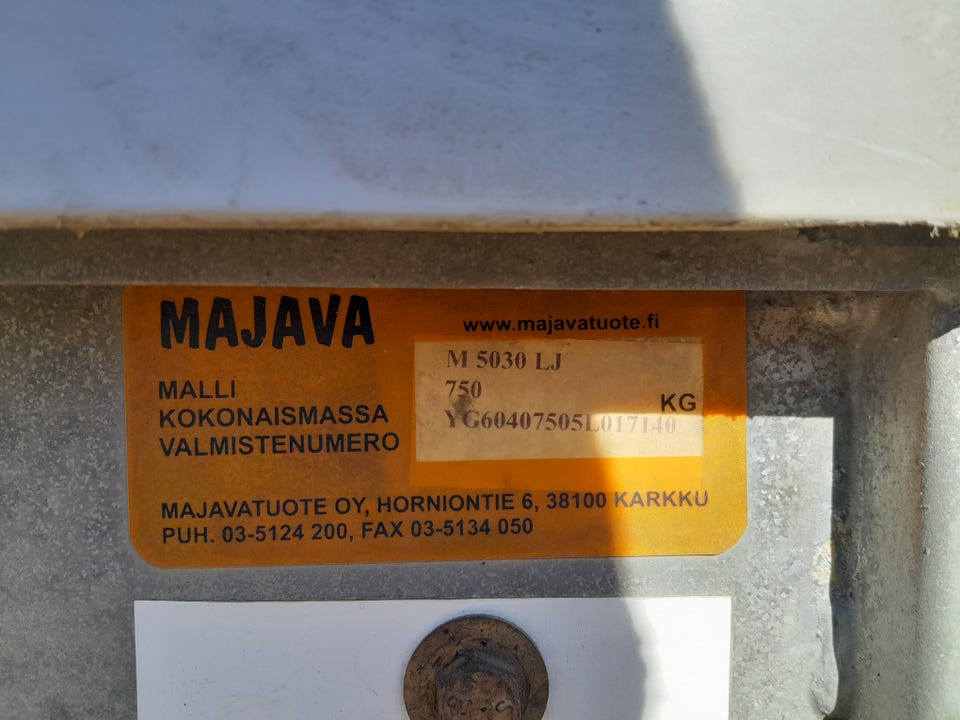 MAJAVA
www.majavatuote.fi
MALLI M 5030 LJ
KOKONAISMASSA 750 KG
VALMISTENUMERO YG60407505L017140
MAJAVATUOTE OY, HORNIONTIE 6, 38100 KARKKU
PUH. 03-5124 200, FAX 03-5134 050